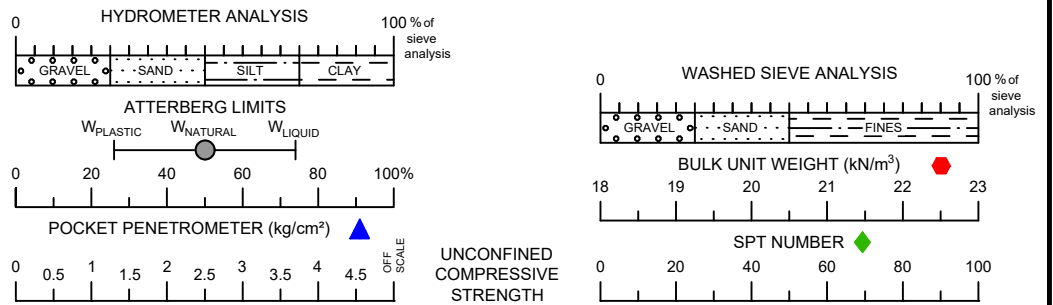 HYDROMETER ANALYSIS
0 100 % of sieve analysis
GRAVEL SAND SILT CLAY
ATTERBERG LIMITS
W PLASTIC W NATURAL W LIQUID
0 20 40 60 80 100%
POCKET PENETROMETER (kg/cm²)
0 0.5 1 1.5 2 2.5 3 3.5 4 4.5 OFF SCALE
UNCONFINED
COMPRESSIVE
STRENGTH
WASHED SIEVE ANALYSIS
0 100 % of sieve analysis
GRAVEL SAND FINES
BULK UNIT WEIGHT (kN/m³)
18 19 20 21 22 23
SPT NUMBER
0 20 40 60 80 100